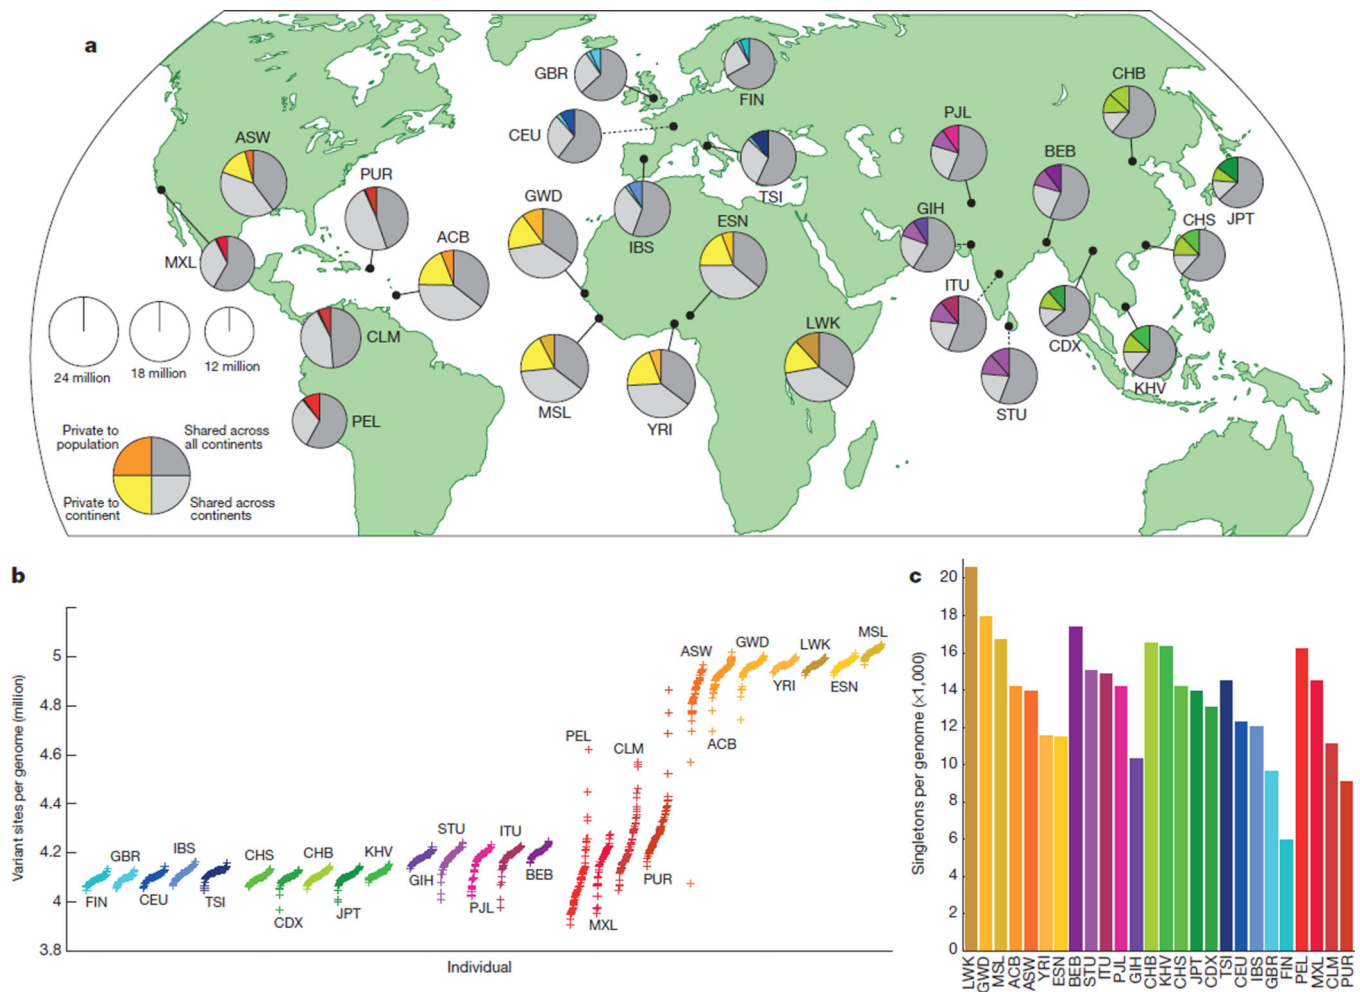 a
GBR
FIN
CHB
CEU
PJL
ASW
BEB
PUR
TSI
JPT
GWD
ESN
GIH
CHS
ACB
IBS
MXL
ITU
LWK
CLM
CDX
24 million
18 million
12 million
KHV
STU
MSL
YRI
PEL
Private to
population
Shared across
all continents
Private to
continent
Shared across
continents
b
Variant sites per genome (million)
5
4.8
4.6
4.4
4.2
4
3.8
FIN
GBR
CEU
IBS
TSI
CHS
CDX
CHB
JPT
KHV
GIH
STU
PJL
ITU
BEB
PEL
MXL
CLM
PUR
ASW
ACB
GWD
YRI
LWK
ESN
MSL
Individual
c
Singletons per genome (×1,000)
20
18
16
14
12
10
8
6
4
2
0
LWK
GWD
MSL
ACB
ASW
YRI
ESN
BEB
STU
ITU
PJL
GIH
CHB
KHV
CHS
JPT
CDX
TSI
CEU
IBS
GBR
FIN
PEL
MXL
CLM
PUR